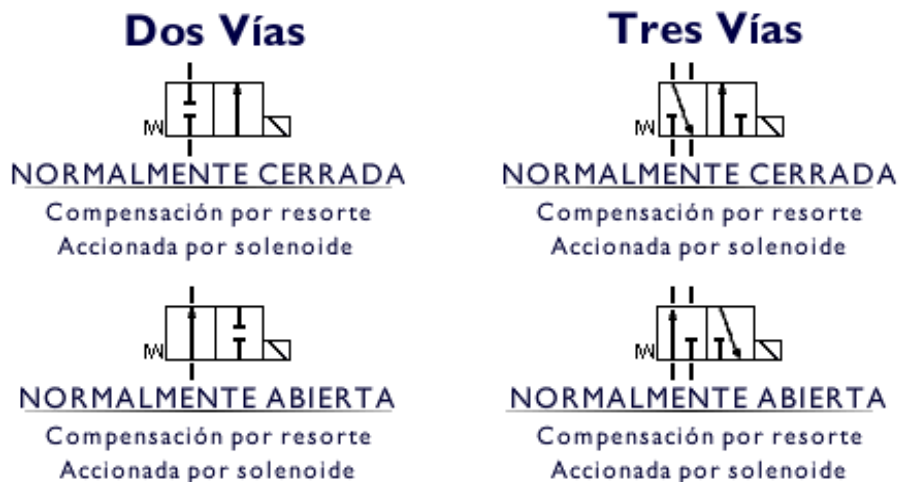 Dos Vías
NORMALMENTE CERRADA
Compensación por resorte
Accionada por solenoide
NORMALMENTE ABIERTA
Compensación por resorte
Accionada por solenoide
Tres Vías
NORMALMENTE CERRADA
Compensación por resorte
Accionada por solenoide
NORMALMENTE ABIERTA
Compensación por resorte
Accionada por solenoide